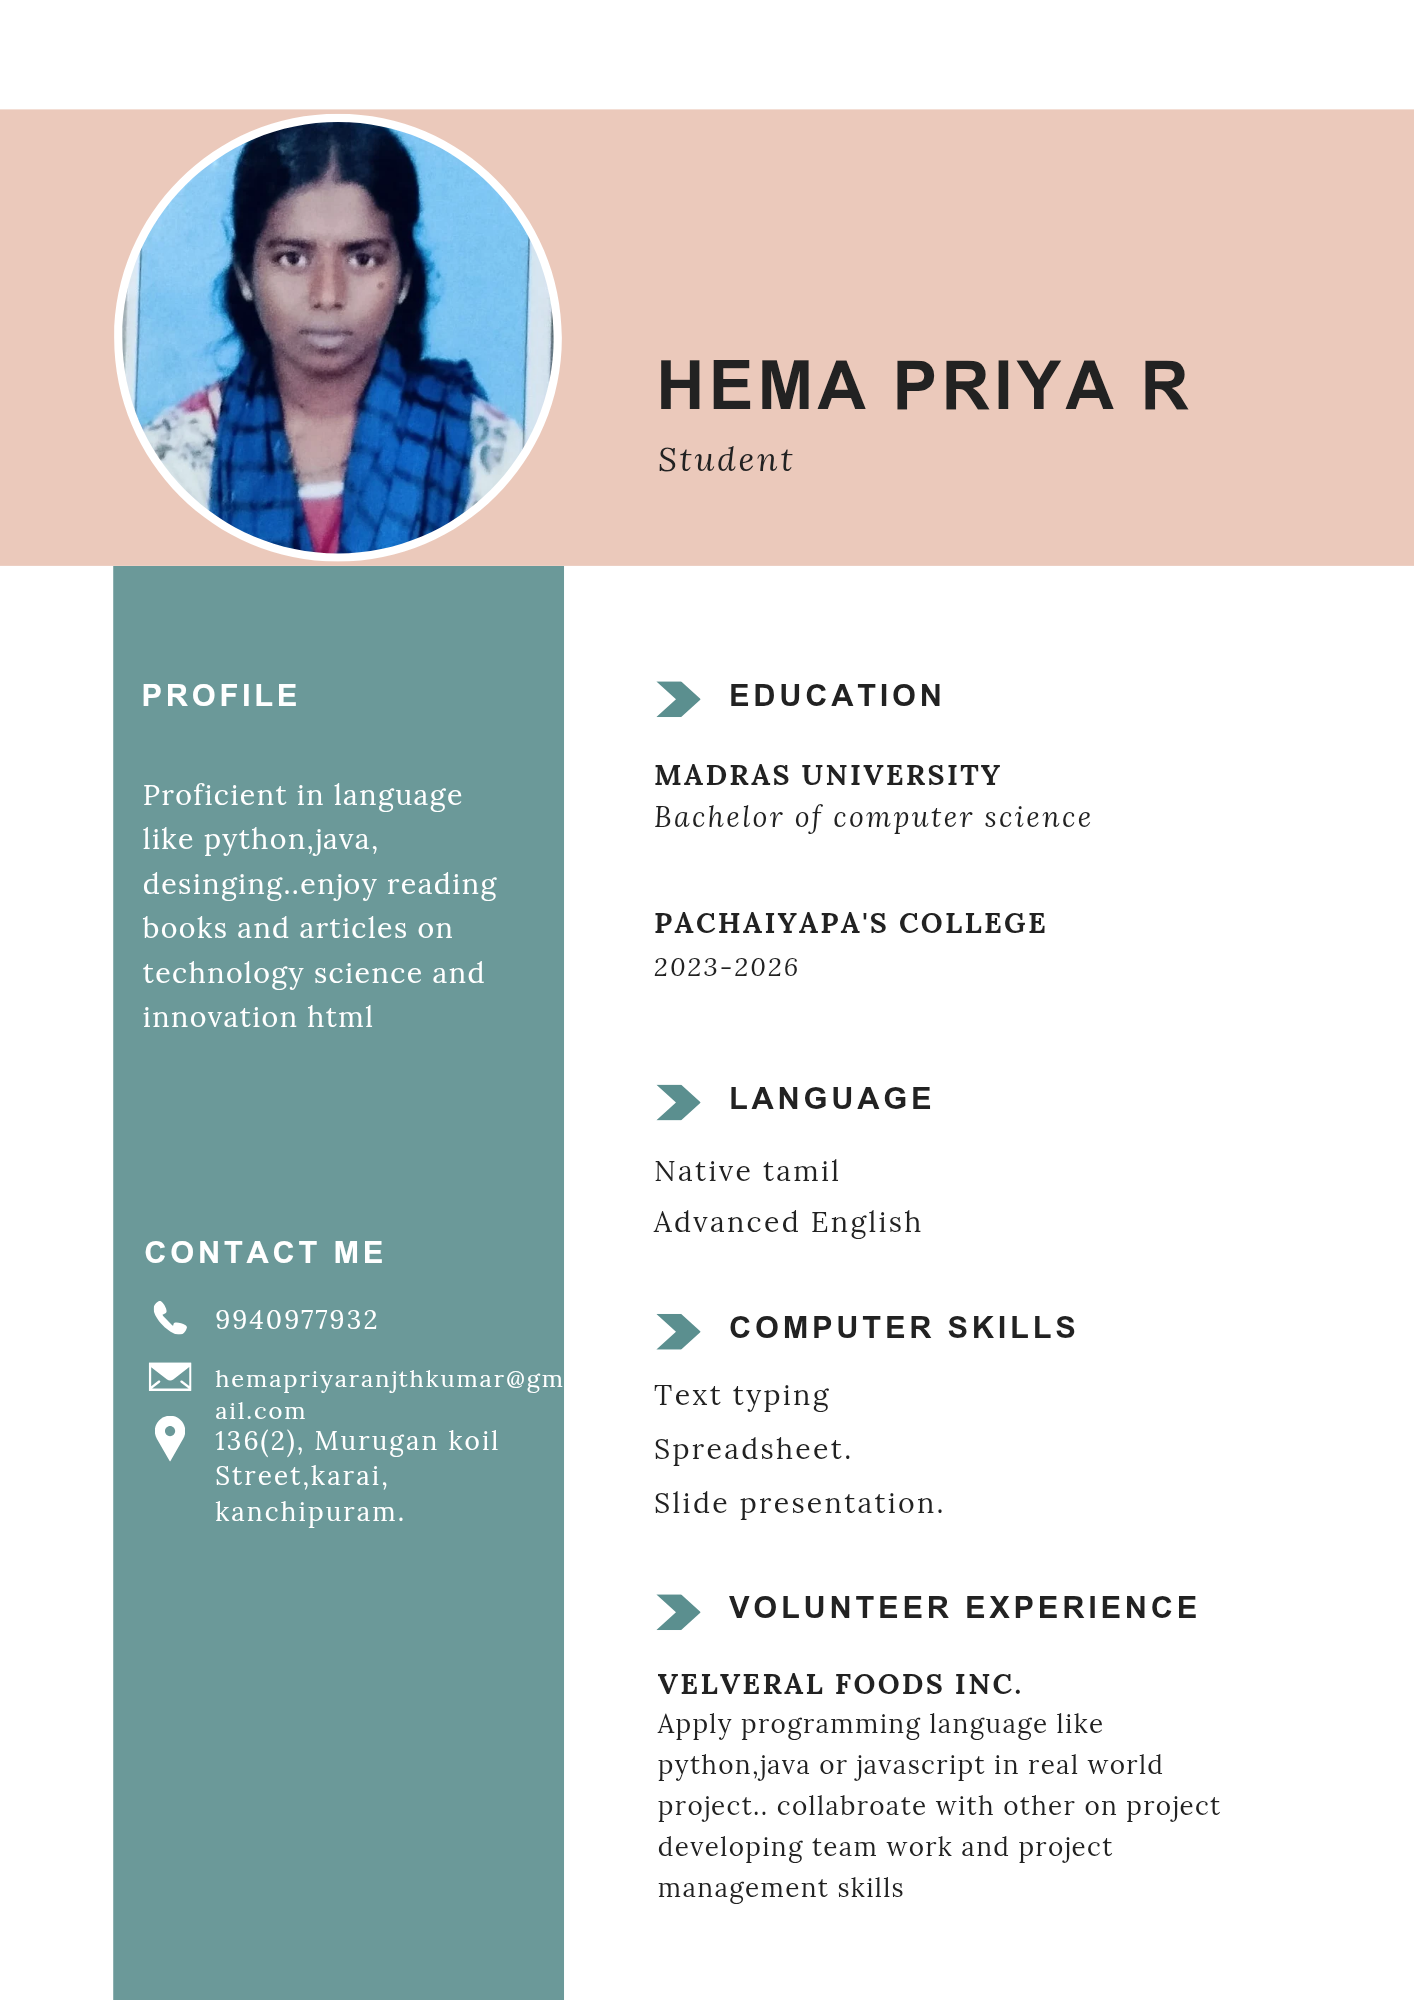 HEMA PRIYA R
Student
PROFILE
Proficient in language
like python,java,
desinging..enjoy reading
books and articles on
technology science and
innovation html
CONTACT ME
9940977932
hemapriyaranjthkumar@gm
ail.com
136(2), Murugan koil
Street,karai,
kanchipuram.
EDUCATION
MADRAS UNIVERSITY
Bachelor of computer science
PACHAIYAPA'S COLLEGE
2023-2026
LANGUAGE
Native tamil
Advanced English
COMPUTER SKILLS
Text typing
Spreadsheet.
Slide presentation.
VOLUNTEER EXPERIENCE
VELVERAL FOODS INC.
Apply programming language like
python,java or javascript in real world
project.. collabroate with other on project
developing team work and project
management skills